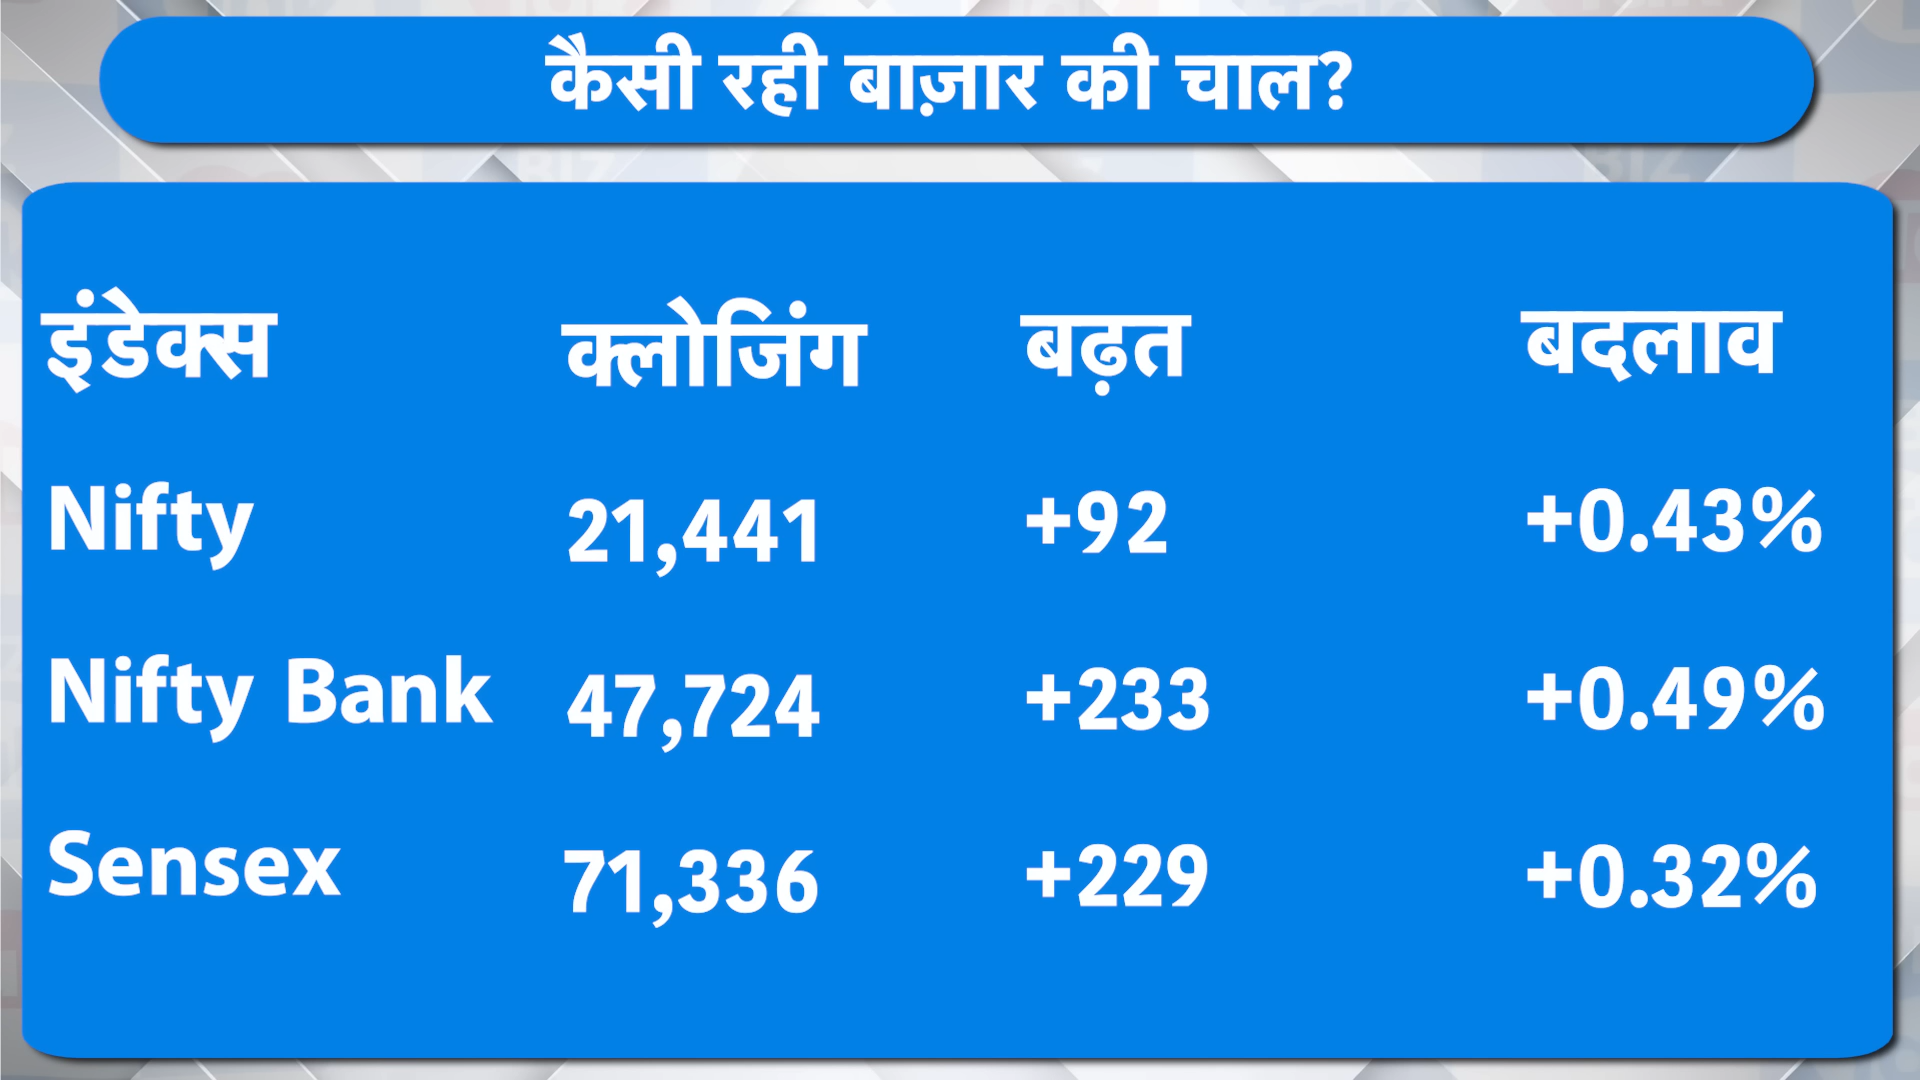 कैसी रही बाज़ार की चाल?
इंडेक्स क्लोजिंग बढ़त बदलाव
Nifty 21,441 +92 +0.43%
Nifty Bank 47,724 +233 +0.49%
Sensex 71,336 +229 +0.32%